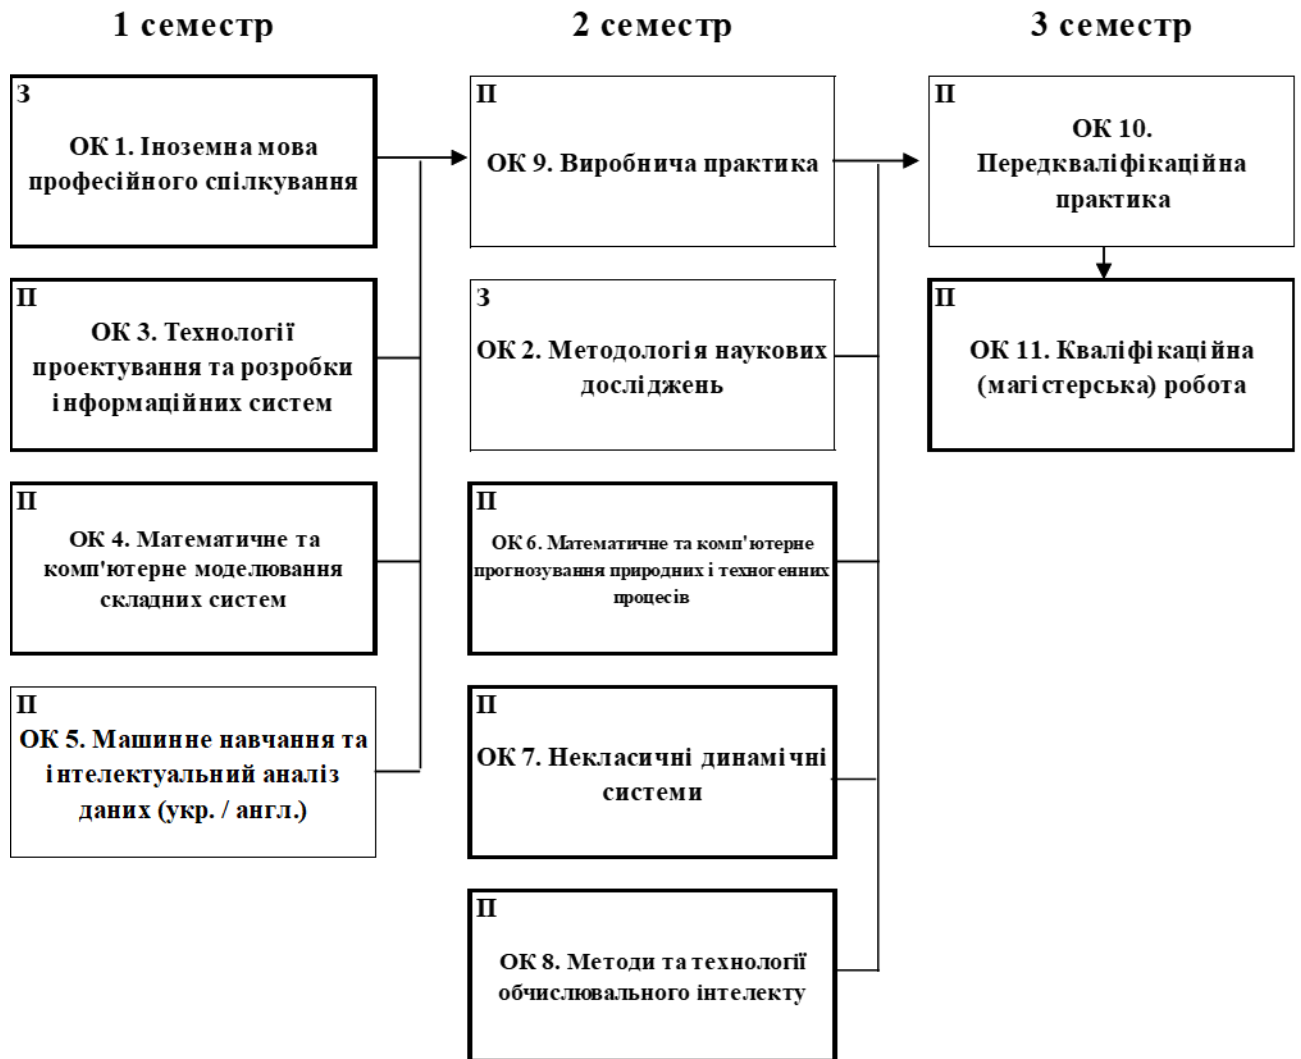 1 семестр
З
ОК 1. Іноземна мова
професійного спілкування
П
ОК 3. Технології
проектування та розробки
інформаційних систем
П
ОК 4. Математичне та
комп'ютерне моделювання
складних систем
П
ОК 5. Машинне навчання та
інтелектуальний аналіз
даних (укр. / англ.)
2 семестр
П
ОК 9. Виробнича практика
З
ОК 2. Методологія наукових
досліджень
П
ОК 6. Математичне та комп'ютерне
прогнозування природних і техногенних
процесів
П
ОК 7. Некласичні динамічні
системи
П
ОК 8. Методи та технології
обчислювального інтелекту
3 семестр
П
ОК 10.
Передкваліфікаційна
практика
П
ОК 11. Кваліфікаційна
(магістерська) робота